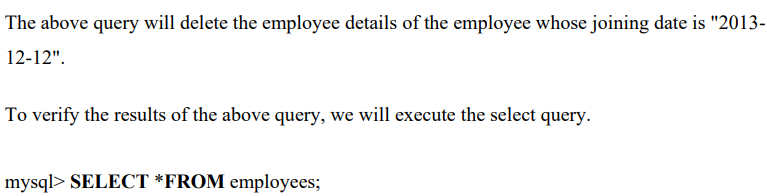 The above query will delete the employee details of the employee whose joining date is "2013-
12-12".
To verify the results of the above query, we will execute the select query.
mysql> SELECT *FROM employees;